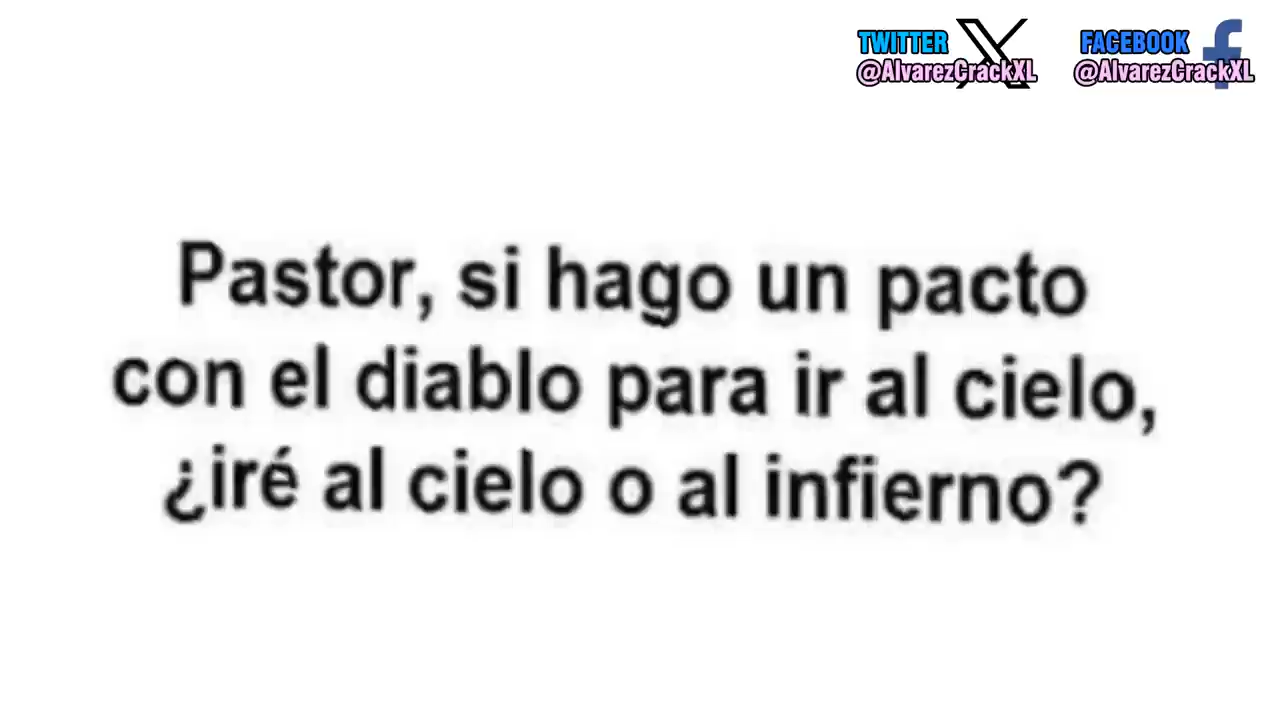 TWITTER
@AlvarezCrackXL
FACEBOOK
@AlvarezCrackXL
Pastor, si hago un pacto
con el diablo para ir al cielo,
¿iré al cielo o al infierno?